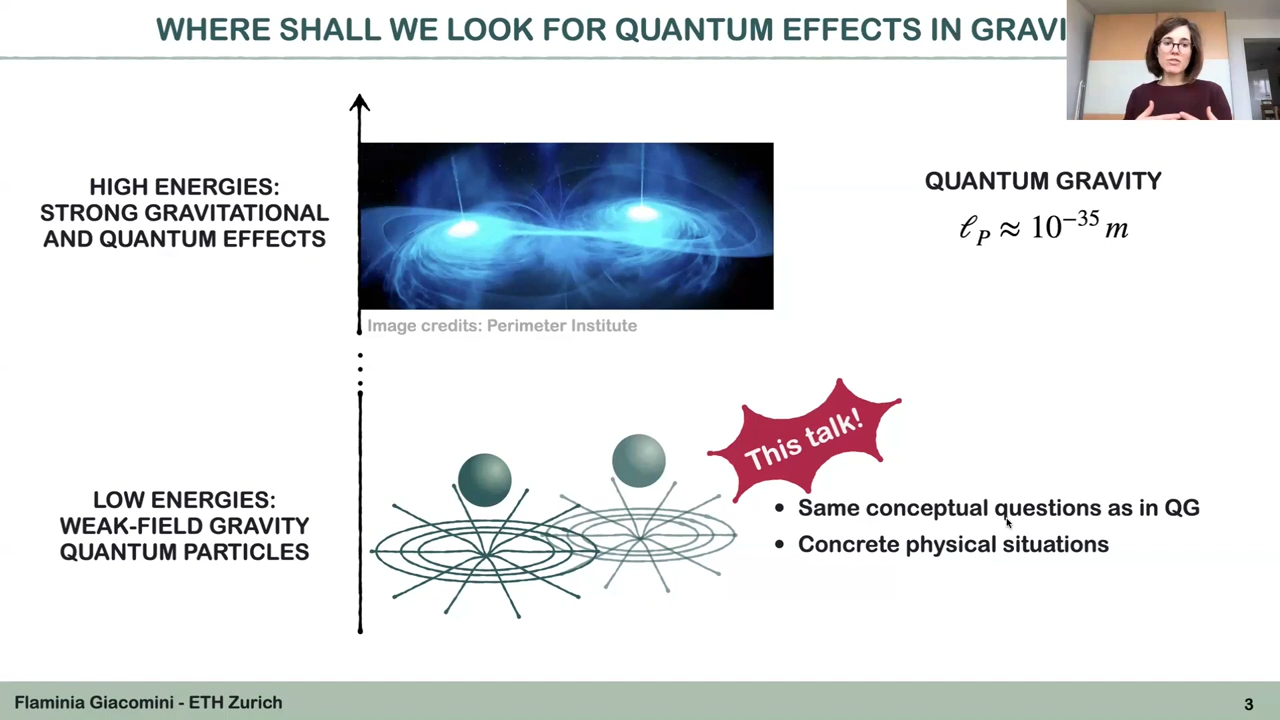 WHERE SHALL WE LOOK FOR QUANTUM EFFECTS IN GRAVI
HIGH ENERGIES:
STRONG GRAVITATIONAL
AND QUANTUM EFFECTS
QUANTUM GRAVITY
ℓ_P ≈ 10⁻³⁵ m
Image credits: Perimeter Institute
This talk!
LOW ENERGIES:
WEAK-FIELD GRAVITY
QUANTUM PARTICLES
• Same conceptual questions as in QG
• Concrete physical situations
Flaminia Giacomini - ETH Zurich
3